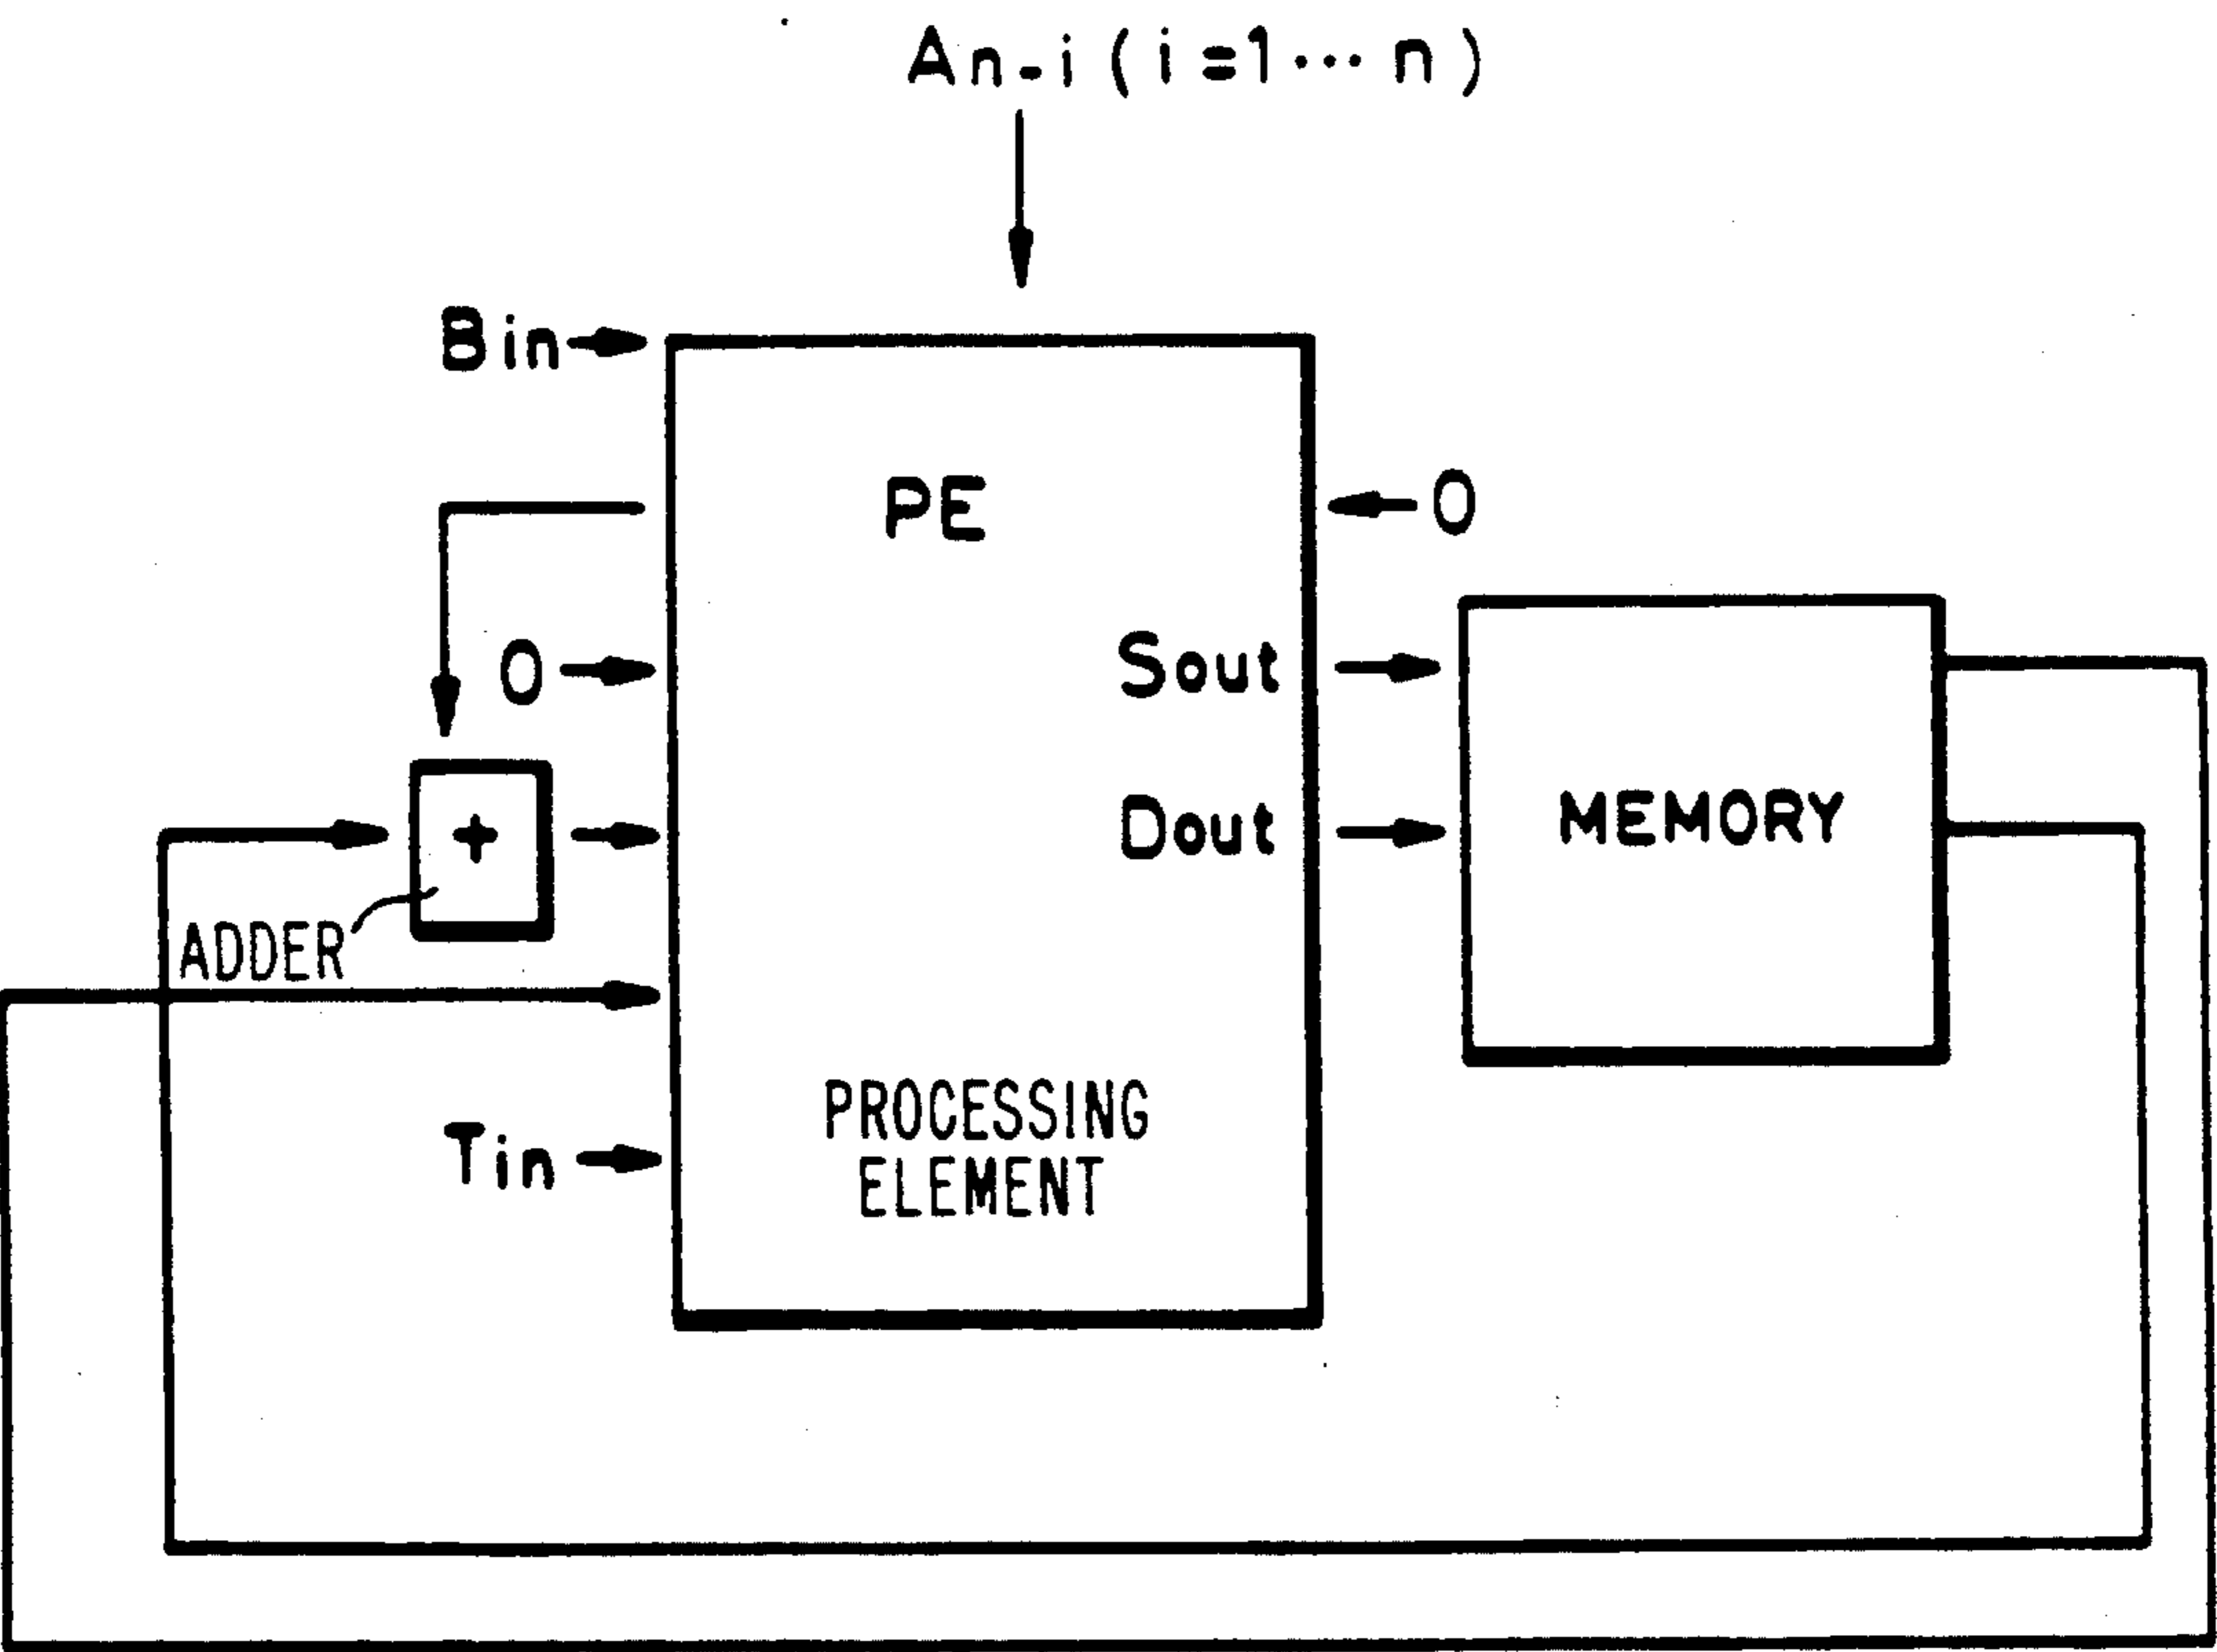 An-i (i=1··· n)
Bin
PE
0
0
Sout
+
Dout
MEMORY
ADDER
PROCESSING
ELEMENT
Tin